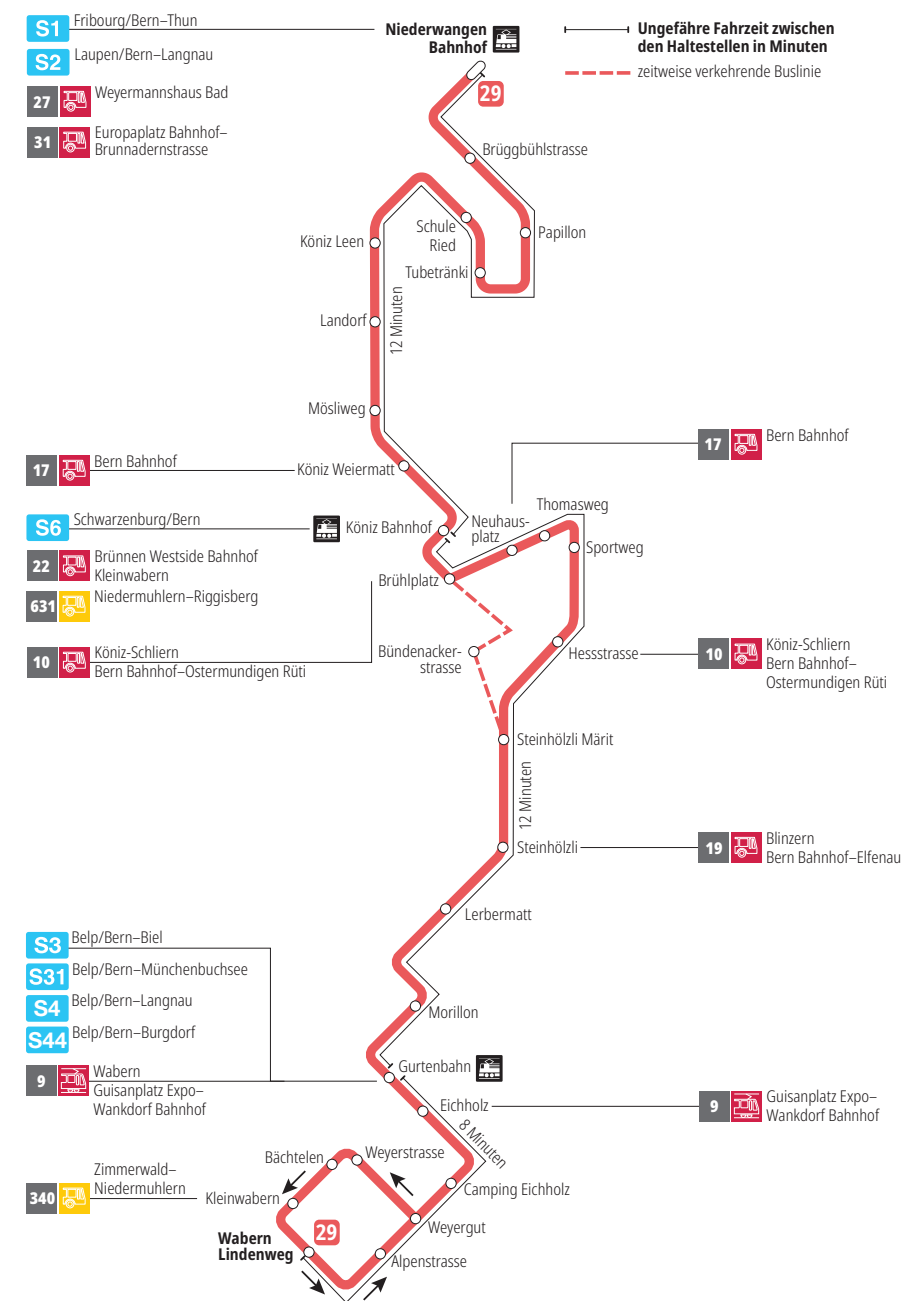 S1 Fribourg/Bern–Thun
S2 Laupen/Bern–Langnau
27 Weyermannshaus Bad
31 Europaplatz Bahnhof–
Brunnadernstrasse
Niederwangen
Bahnhof
Ungefähre Fahrzeit zwischen
den Haltestellen in Minuten
zeitweise verkehrende Buslinie
29
Brüggbühlstrasse
Papillon
Schule
Ried
Tubetränki
Köniz Leen
Landorf
12 Minuten
Mösliweg
17 Bern Bahnhof
Köniz Weiermatt
17 Bern Bahnhof
S6 Schwarzenburg/Bern
22 Brünnen Westside Bahnhof
Kleinwabern
631 Niedermuhlern–Riggisberg
10 Köniz-Schliern
Bern Bahnhof–Ostermundigen Rüti
Köniz Bahnhof
Neuhaus-
platz
Thomasweg
Sportweg
Brühlplatz
Bündenacker-
strasse
Hessstrasse
10 Köniz-Schliern
Bern Bahnhof–
Ostermundigen Rüti
Steinhölzli Märit
12 Minuten
Steinhölzli
19 Blinzern
Bern Bahnhof–Elfenau
Lerbermatt
S3 Belp/Bern–Biel
S31 Belp/Bern–Münchenbuchsee
S4 Belp/Bern–Langnau
S44 Belp/Bern–Burgdorf
9 Wabern
Guisanplatz Expo–
Wankdorf Bahnhof
Morillon
Gurtenbahn
Eichholz
9 Guisanplatz Expo–
Wankdorf Bahnhof
8 Minuten
Weyerstrasse
Bächtelen
340 Zimmerwald–
Niedermuhlern
Kleinwabern
Camping Eichholz
Weyergut
Wabern
Lindenweg
29
Alpenstrasse